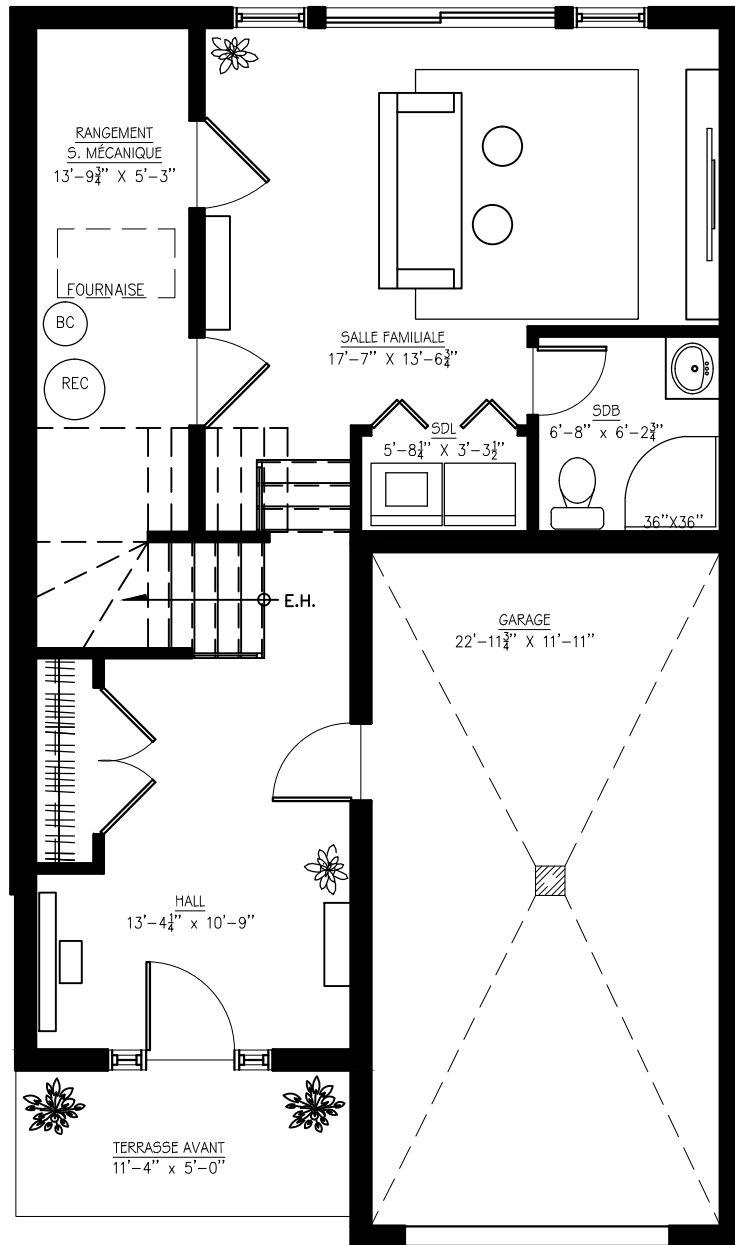 RANGEMENT
S. MÉCANIQUE
13'-9¾" X 5'-3"
FOURNAISE
BC
REC
SALLE FAMILIALE
17'-7" X 13'-6¾"
SDL
5'-8¼" X 3'-3½"
SDB
6'-8" x 6'-2¾"
36"X36"
E.H.
GARAGE
22'-11¾" X 11'-11"
HALL
13'-4¼" x 10'-9"
TERRASSE AVANT
11'-4" x 5'-0"